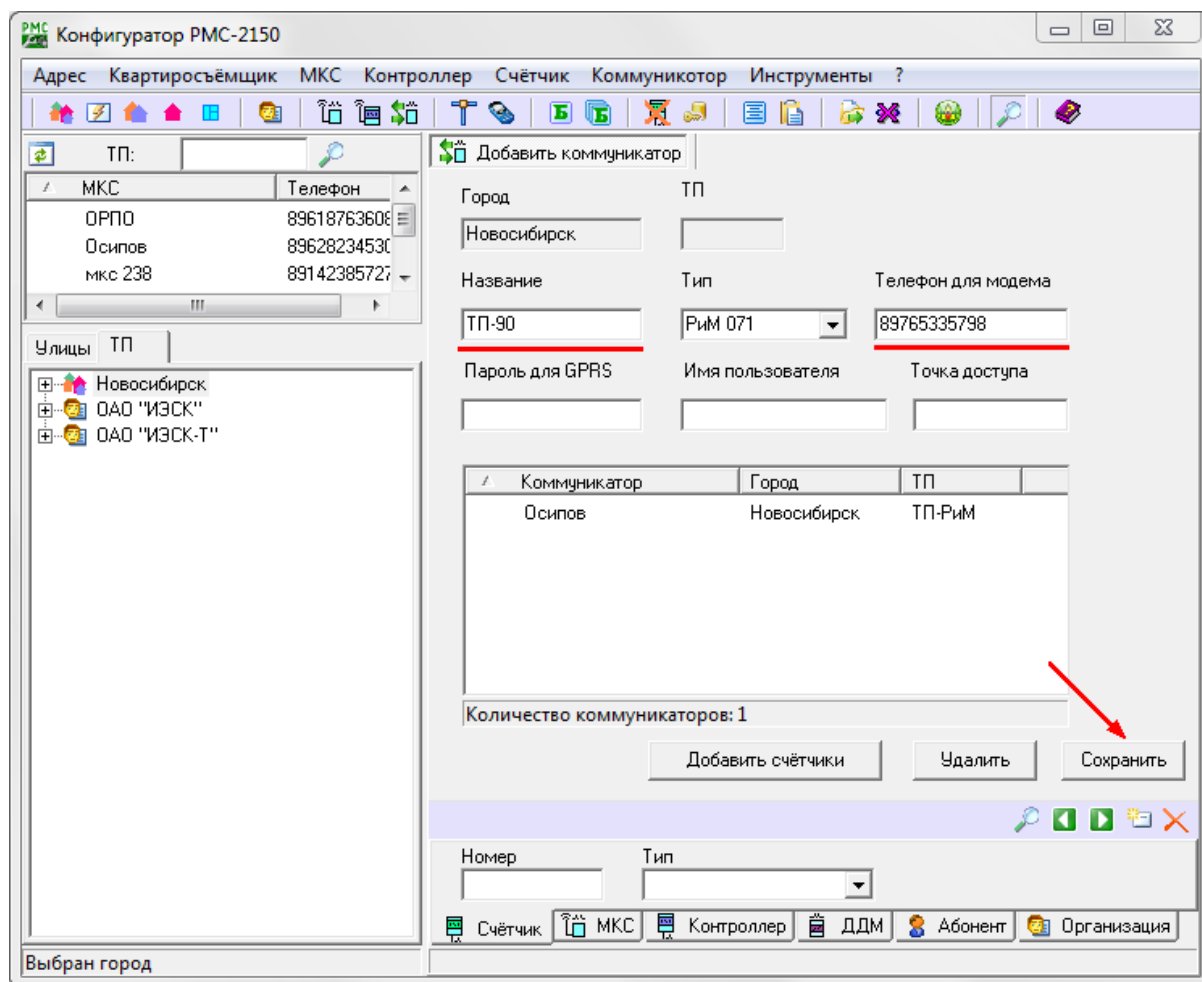 РМС
Конфигуратор РМС-2150
Адрес Квартиросъёмщик МКС Контроллер Счётчик Коммуникотор Инструменты ?
ТП:
МКС Телефон
ОРПО 89618763608
Осипов 89628234530
мкс 238 89142385727
Улицы ТП
Новосибирск
ОАО "ИЭСК"
ОАО "ИЭСК-Т"
Выбран город
Добавить коммуникатор
Город ТП
Новосибирск
Название Тип Телефон для модема
ТП-90 РиМ 071 89765335798
Пароль для GPRS Имя пользователя Точка доступа
Коммуникатор Город ТП
Осипов Новосибирск ТП-РиМ
Количество коммуникаторов: 1
Добавить счётчики Удалить Сохранить
Номер Тип
Счётчик МКС Контроллер ДДМ Абонент Организация